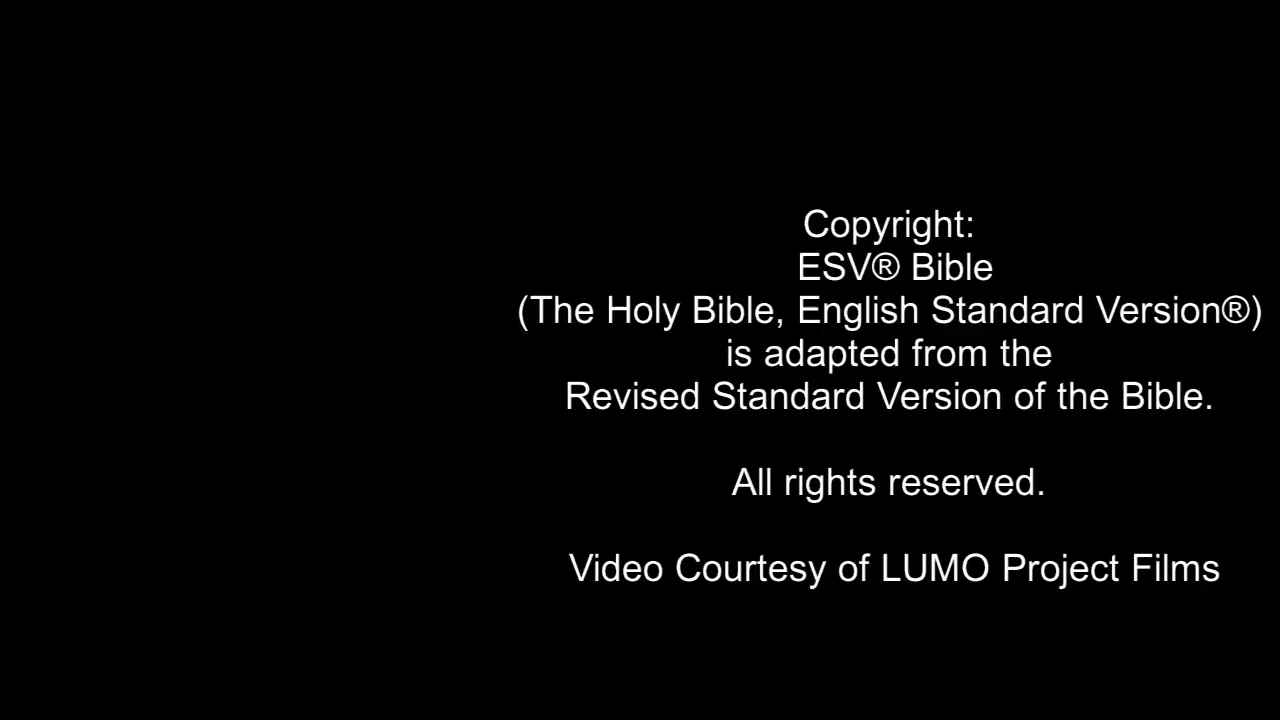 Copyright:
ESV® Bible
(The Holy Bible, English Standard Version®)
is adapted from the
Revised Standard Version of the Bible.
All rights reserved.
Video Courtesy of LUMO Project Films